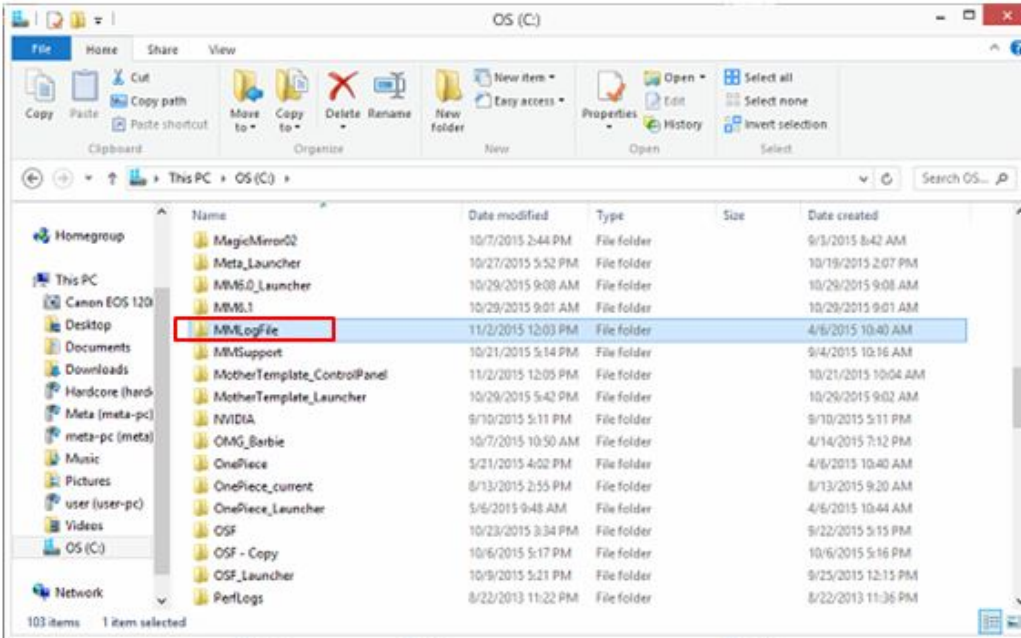 OS (C:)
File Home Share View
Copy Paste Cut Copy path Paste shortcut Move to Copy to Delete Rename New folder New item Easy access Properties Open Edit History Select all Select none Invert selection
Clipboard Organize New Open Select
This PC OS (C:) Search OS...
Name Date modified Type Size Date created
Homegroup
This PC
Canon EOS 120
Desktop
Documents
Downloads
Hardcore (hard-
Meta (meta-pc)
meta-pc (meta)
Music
Pictures
user (user-pc)
Videos
OS (C:)
Network
MagicMirror02 10/7/2015 2:44 PM File folder 9/3/2015 8:42 AM
Meta_Launcher 10/27/2015 5:52 PM File folder 10/19/2015 2:07 PM
MM6.0_Launcher 10/29/2015 9:08 AM File folder 10/29/2015 9:08 AM
MM6.1 10/29/2015 9:01 AM File folder 10/29/2015 9:01 AM
MMLogFile 11/2/2015 12:03 PM File folder 4/6/2015 10:40 AM
MMSupport 10/21/2015 5:14 PM File folder 9/4/2015 10:16 AM
MotherTemplate_ControlPanel 11/2/2015 12:05 PM File folder 10/21/2015 10:04 AM
MotherTemplate_Launcher 10/29/2015 5:42 PM File folder 10/29/2015 9:02 AM
NVIDIA 9/10/2015 5:11 PM File folder 9/10/2015 5:11 PM
OMG_Barbie 10/7/2015 10:50 AM File folder 4/14/2015 7:12 PM
OnePiece 5/21/2015 4:02 PM File folder 4/6/2015 10:40 AM
OnePiece_current 8/13/2015 2:55 PM File folder 8/13/2015 9:20 AM
OnePiece_Launcher 5/6/2015 9:48 AM File folder 4/6/2015 10:44 AM
OSF 10/23/2015 3:34 PM File folder 9/22/2015 5:15 PM
OSF - Copy 10/6/2015 5:17 PM File folder 10/6/2015 5:16 PM
OSF_Launcher 10/9/2015 5:21 PM File folder 9/25/2015 12:15 PM
PerfLogs 8/22/2013 11:22 PM File folder 8/22/2013 11:36 PM
103 items 1 item selected